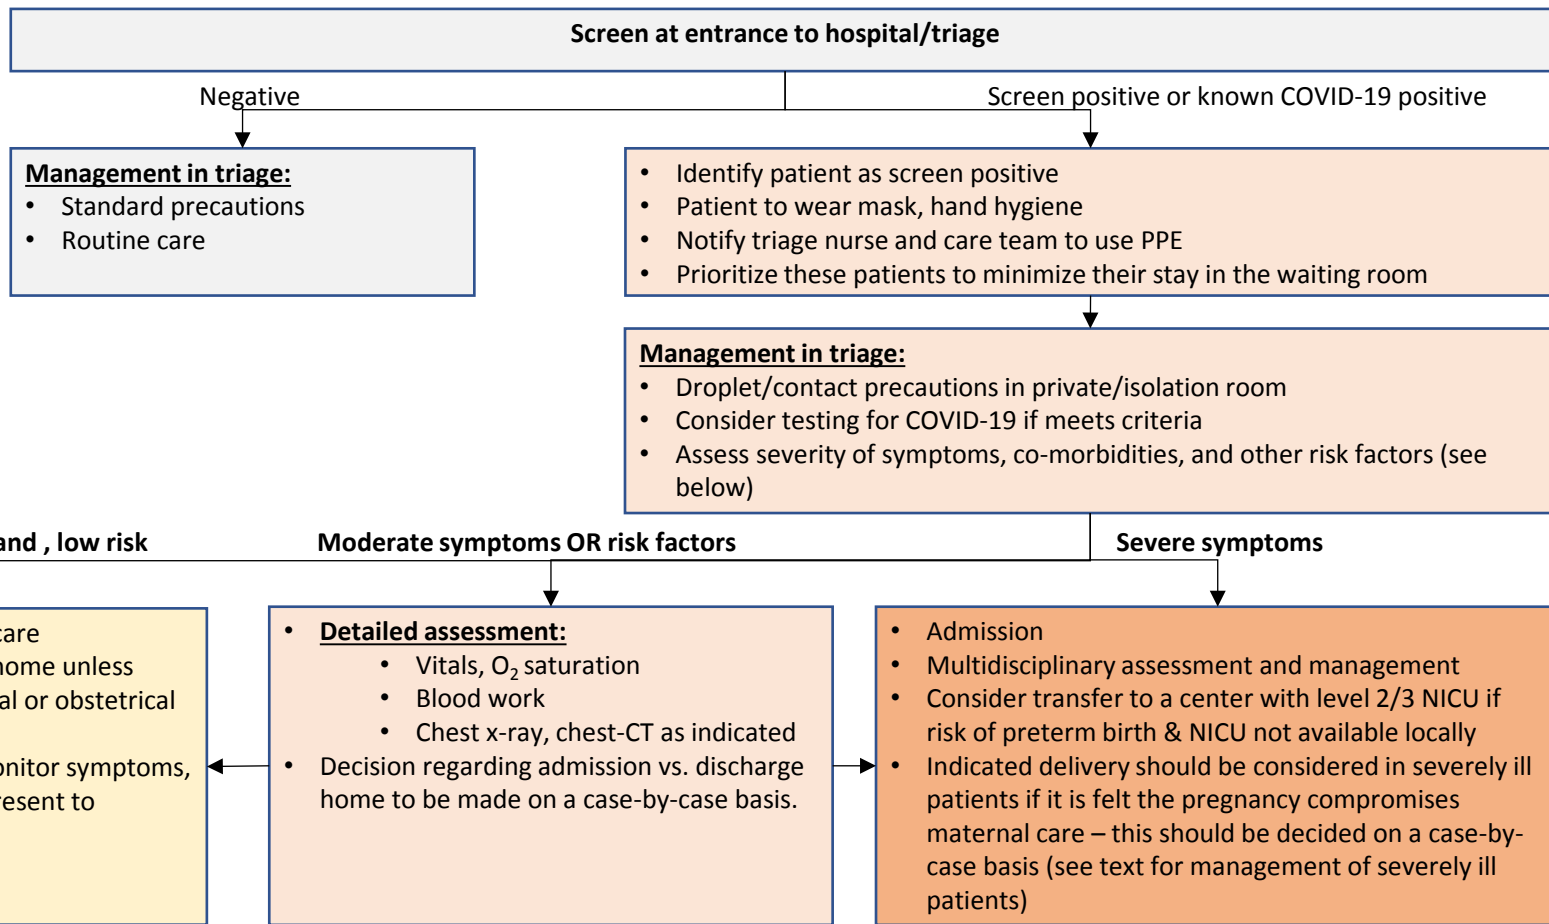 Screen at entrance to hospital/triage
Negative
Screen positive or known COVID-19 positive
Management in triage:
• Standard precautions
• Routine care
• Identify patient as screen positive
• Patient to wear mask, hand hygiene
• Notify triage nurse and care team to use PPE
• Prioritize these patients to minimize their stay in the waiting room
Management in triage:
• Droplet/contact precautions in private/isolation room
• Consider testing for COVID-19 if meets criteria
• Assess severity of symptoms, co-morbidities, and other risk factors (see
below)
and , low risk
Moderate symptoms OR risk factors
Severe symptoms
care
home unless
al or obstetrical
onitor symptoms,
resent to
• Detailed assessment:
• Vitals, O₂ saturation
• Blood work
• Chest x-ray, chest-CT as indicated
• Decision regarding admission vs. discharge
home to be made on a case-by-case basis.
• Admission
• Multidisciplinary assessment and management
• Consider transfer to a center with level 2/3 NICU if
risk of preterm birth & NICU not available locally
• Indicated delivery should be considered in severely ill
patients if it is felt the pregnancy compromises
maternal care – this should be decided on a case-by-
case basis (see text for management of severely ill
patients)